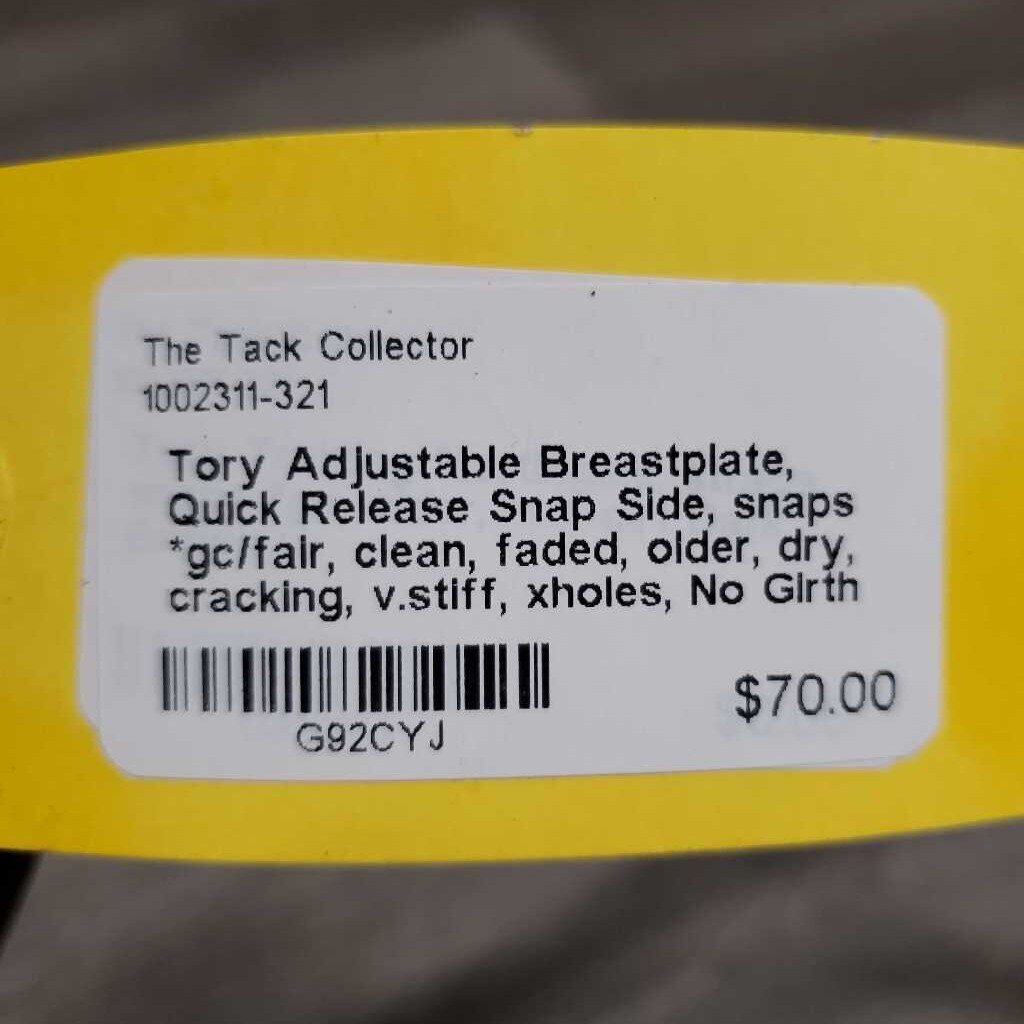 The Tack Collector
1002311-321
Tory Adjustable Breastplate,
Quick Release Snap Side, snaps
*gc/fair, clean, faded, older, dry,
cracking, v.stiff, xholes, No Girth
G92CYJ
$70.00